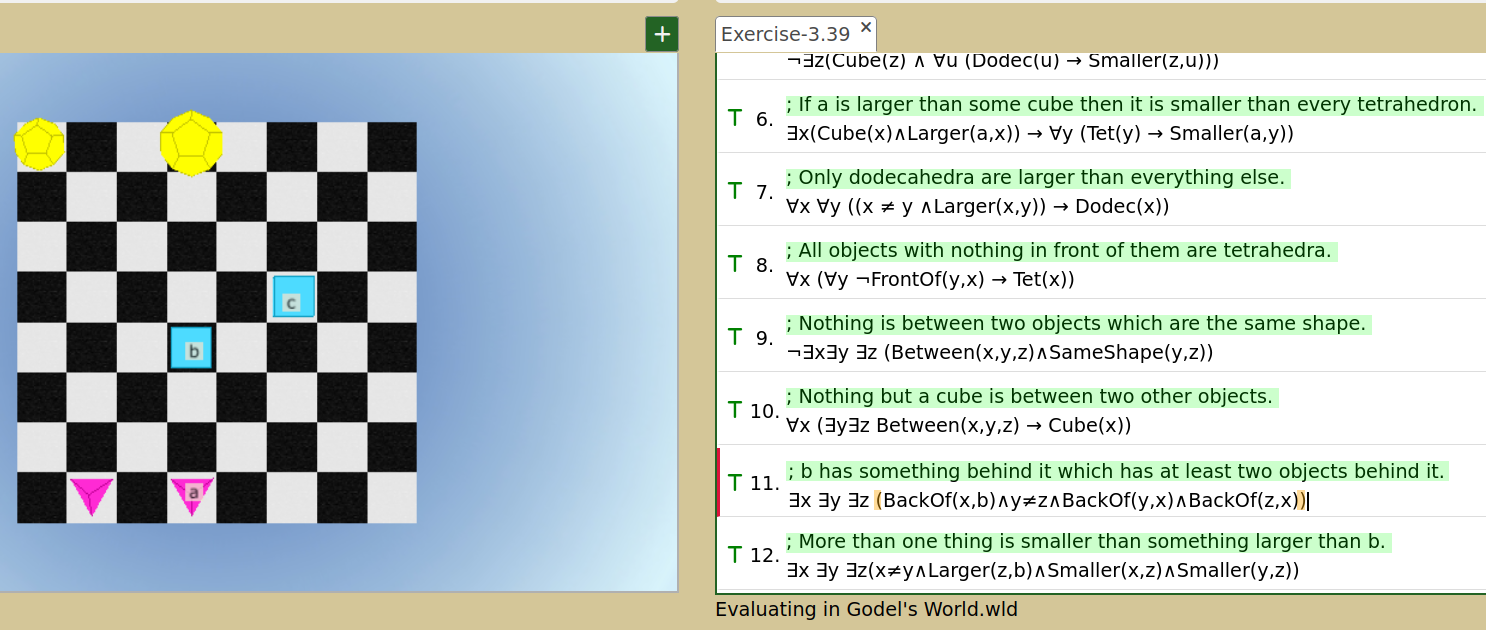 +
Exercise-3.39 ×
¬∃z(Cube(z) ∧ ∀u (Dodec(u) → Smaller(z,u)))
T 6. ; If a is larger than some cube then it is smaller than every tetrahedron.
∃x(Cube(x)∧Larger(a,x)) → ∀y (Tet(y) → Smaller(a,y))
T 7. ; Only dodecahedra are larger than everything else.
∀x ∀y ((x ≠ y ∧Larger(x,y)) → Dodec(x))
T 8. ; All objects with nothing in front of them are tetrahedra.
∀x (∀y ¬FrontOf(y,x) → Tet(x))
T 9. ; Nothing is between two objects which are the same shape.
¬∃x∃y ∃z (Between(x,y,z)∧SameShape(y,z))
T 10. ; Nothing but a cube is between two other objects.
∀x (∃y∃z Between(x,y,z) → Cube(x))
T 11. ; b has something behind it which has at least two objects behind it.
∃x ∃y ∃z (BackOf(x,b)∧y≠z∧BackOf(y,x)∧BackOf(z,x))
T 12. ; More than one thing is smaller than something larger than b.
∃x ∃y ∃z(x≠y∧Larger(z,b)∧Smaller(x,z)∧Smaller(y,z))
Evaluating in Godel's World.wld
c
b
a